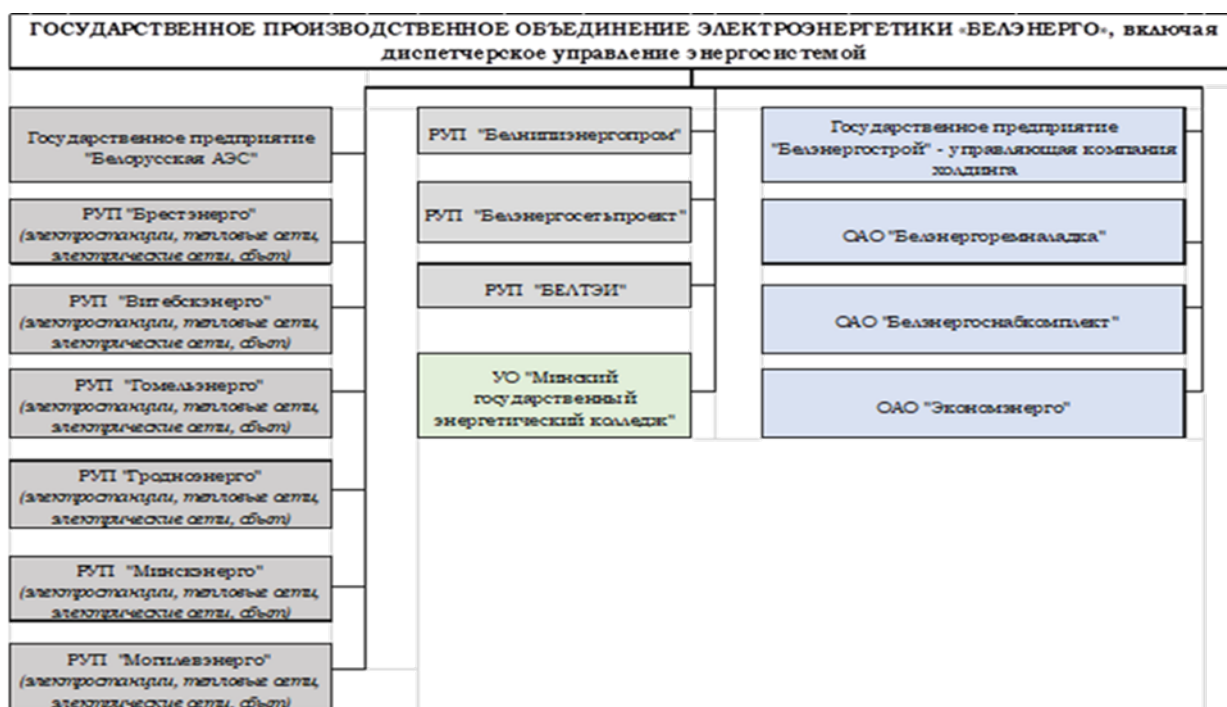 ГОСУДАРСТВЕННОЕ ПРОИЗВОДСТВЕННОЕ ОБЪЕДИНЕНИЕ ЭЛЕКТРОЭНЕРГЕТИКИ «БЕЛЭНЕРГО», включая
диспетчерское управление энергосистемой
Государственное предприятие
"Белорусская АЭС"
РУП "Брестэнерго"
(электростанции, тепловые сети,
электрические сети, сбыт)
РУП "Витебскэнерго"
(электростанции, тепловые сети,
электрические сети, сбыт)
РУП "Гомельэнерго"
(электростанции, тепловые сети,
электрические сети, сбыт)
РУП "Гродноэнерго"
(электростанции, тепловые сети,
электрические сети, сбыт)
РУП "Минскэнерго"
(электростанции, тепловые сети,
электрические сети, сбыт)
РУП "Могилевэнерго"
(электростанции, тепловые сети,
электрические сети, сбыт)
РУП "Белнипиэнергопром"
РУП "Белэнергосетьпроект"
РУП "БЕЛТЭИ"
УО "Минский
государственный
энергетический колледж"
Государственное предприятие
"Белэнергострой" - управляющая компания
холдинга
ОАО "Белэнергоремналадка"
ОАО "Белэнергоснабкомплект"
ОАО "Экономэнерго"